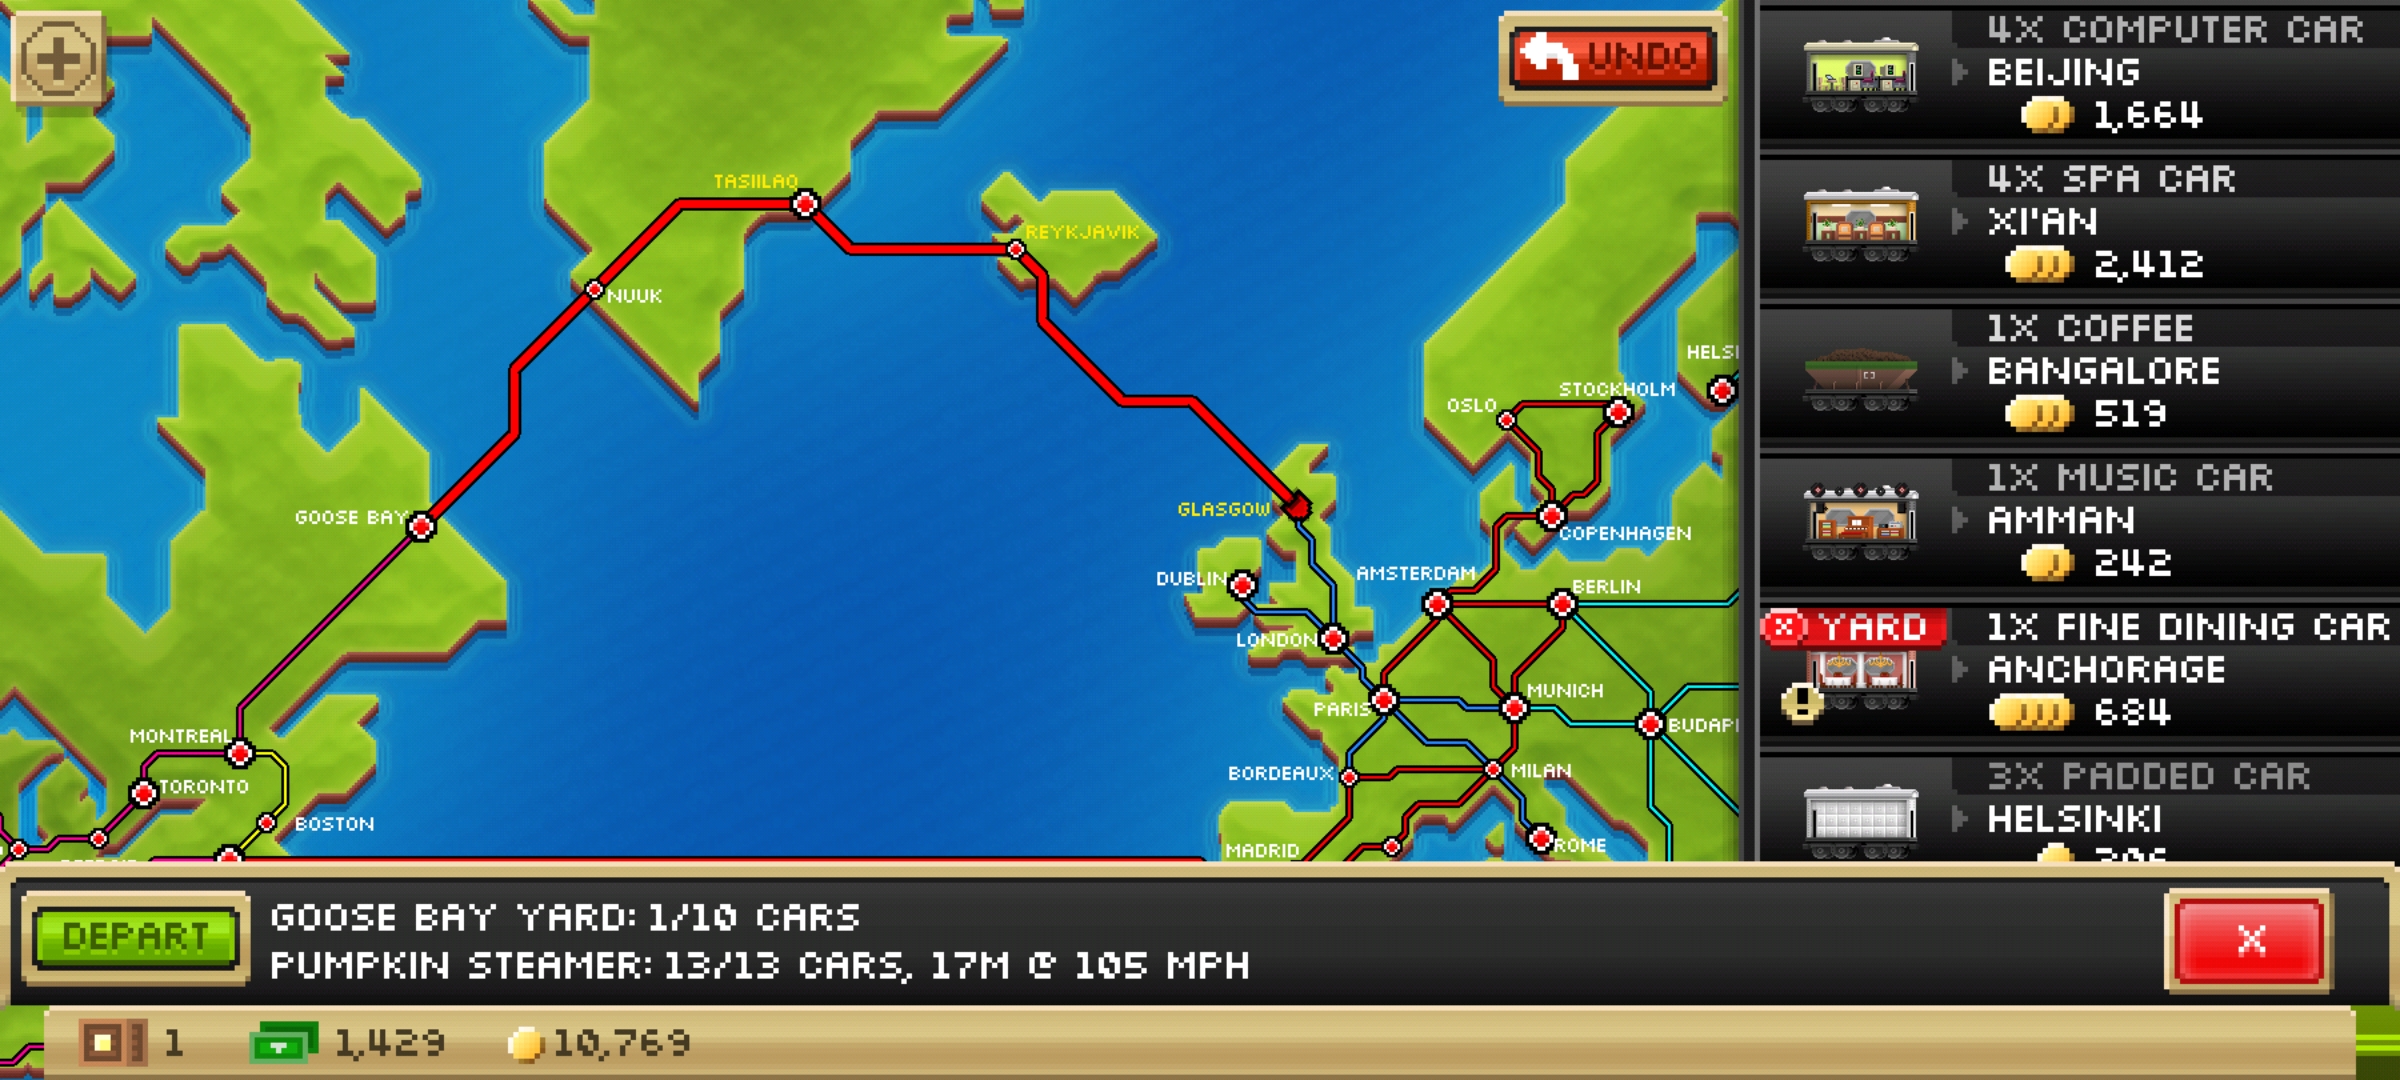 UNDO
TASIILAQ
REYKJAVIK
NUUK
HELSI
STOCKHOLM
OSLO
GOOSE BAY
GLASGOW
COPENHAGEN
DUBLIN
AMSTERDAM
BERLIN
LONDON
MUNICH
PARIS
BUDAP
MONTREAL
TORONTO
BORDEAUX
MILAN
BOSTON
MADRID
ROME
4X COMPUTER CAR
BEIJING
1,664
4X SPA CAR
XI'AN
2,412
1X COFFEE
BANGALORE
519
1X MUSIC CAR
AMMAN
242
YARD
1X FINE DINING CAR
ANCHORAGE
684
3X PADDED CAR
HELSINKI
DEPART
GOOSE BAY YARD: 1/10 CARS
PUMPKIN STEAMER: 13/13 CARS, 17M @ 105 MPH
X
1
1,429
10,769